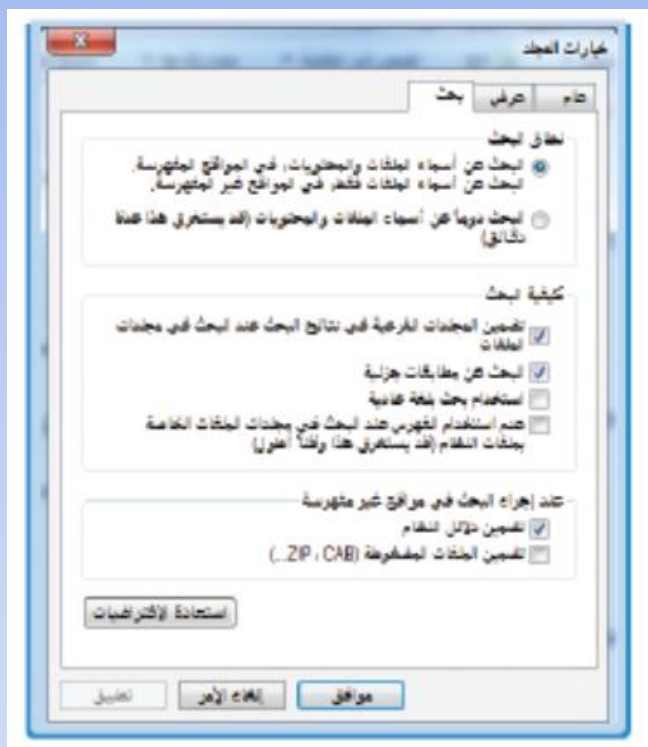 خيارات المجلد
عام
عرض
بحث
نطاق البحث
البحث عن أسماء الملفات والمحتويات، في المواقع المفهرسة.
البحث عن أسماء الملفات فقط، في المواقع غير المفهرسة.
البحث دوماً عن أسماء الملفات والمحتويات (قد يستغرق هذا عدة
دقائق)
كيفية البحث
تضمين المجلدات الفرعية في نتائج البحث عند البحث في مجلدات
الملفات
البحث عن مطابقات جزئية
استخدام بحث بلغة عادية
عدم استخدام الفهرس عند البحث في مجلدات الملفات الخاصة
بملفات النظام (قد يستغرق هذا وقتاً أطول)
عند إجراء البحث في مواقع غير مفهرسة
تضمين دلائل النظام
تضمين الملفات المضغوطة (ZIP ، CAB...)
استعادة الافتراضيات
موافق
إلغاء الأمر
تطبيق